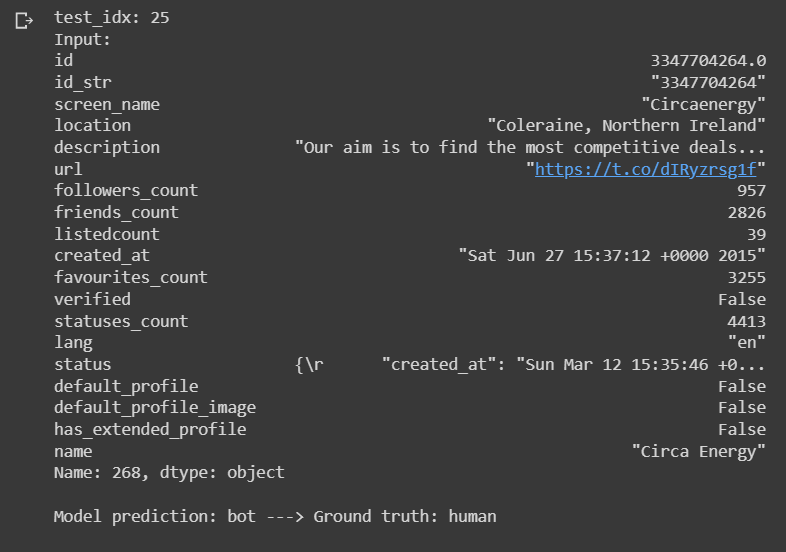 test_idx: 25
Input:
id 3347704264.0
id_str "3347704264"
screen_name "Circaenergy"
location "Coleraine, Northern Ireland"
description "Our aim is to find the most competitive deals...
url "https://t.co/dIRyzrsg1f"
followers_count 957
friends_count 2826
listedcount 39
created_at "Sat Jun 27 15:37:12 +0000 2015"
favourites_count 3255
verified False
statuses_count 4413
lang "en"
status {\r "created_at": "Sun Mar 12 15:35:46 +0...
default_profile False
default_profile_image False
has_extended_profile False
name "Circa Energy"
Name: 268, dtype: object
Model prediction: bot ---> Ground truth: human